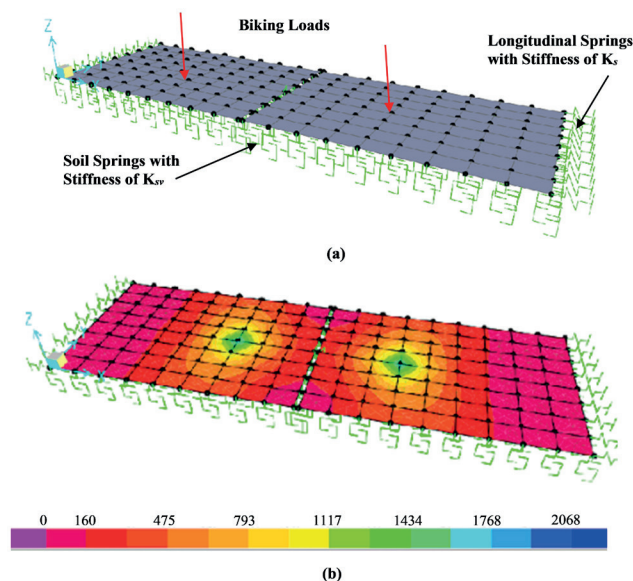 Z
Biking Loads
Longitudinal Springs
with Stiffness of Ks
Soil Springs with
Stiffness of Ksv
(a)
Z
0 160 475 793 1117 1434 1768 2068
(b)